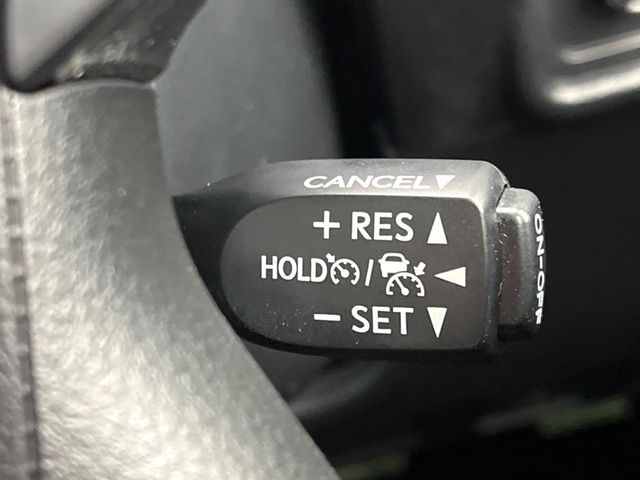 CANCEL▼
+ RES ▲
HOLD / ◀
− SET ▼
ON-OFF